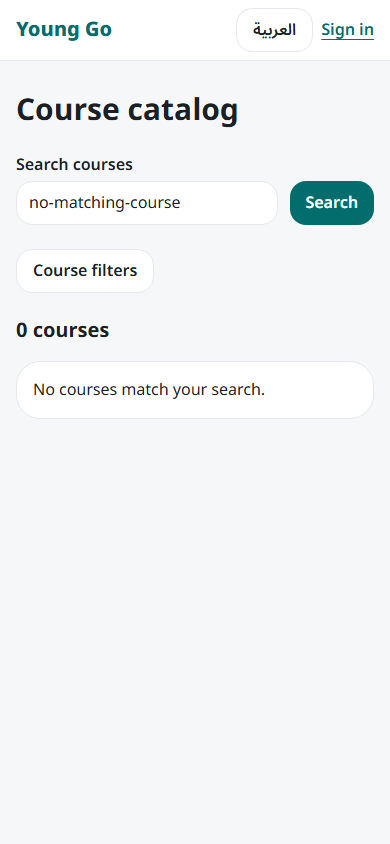 Young Go
العربية
Sign in
Course catalog
Search courses
no-matching-course
Search
Course filters
0 courses
No courses match your search.